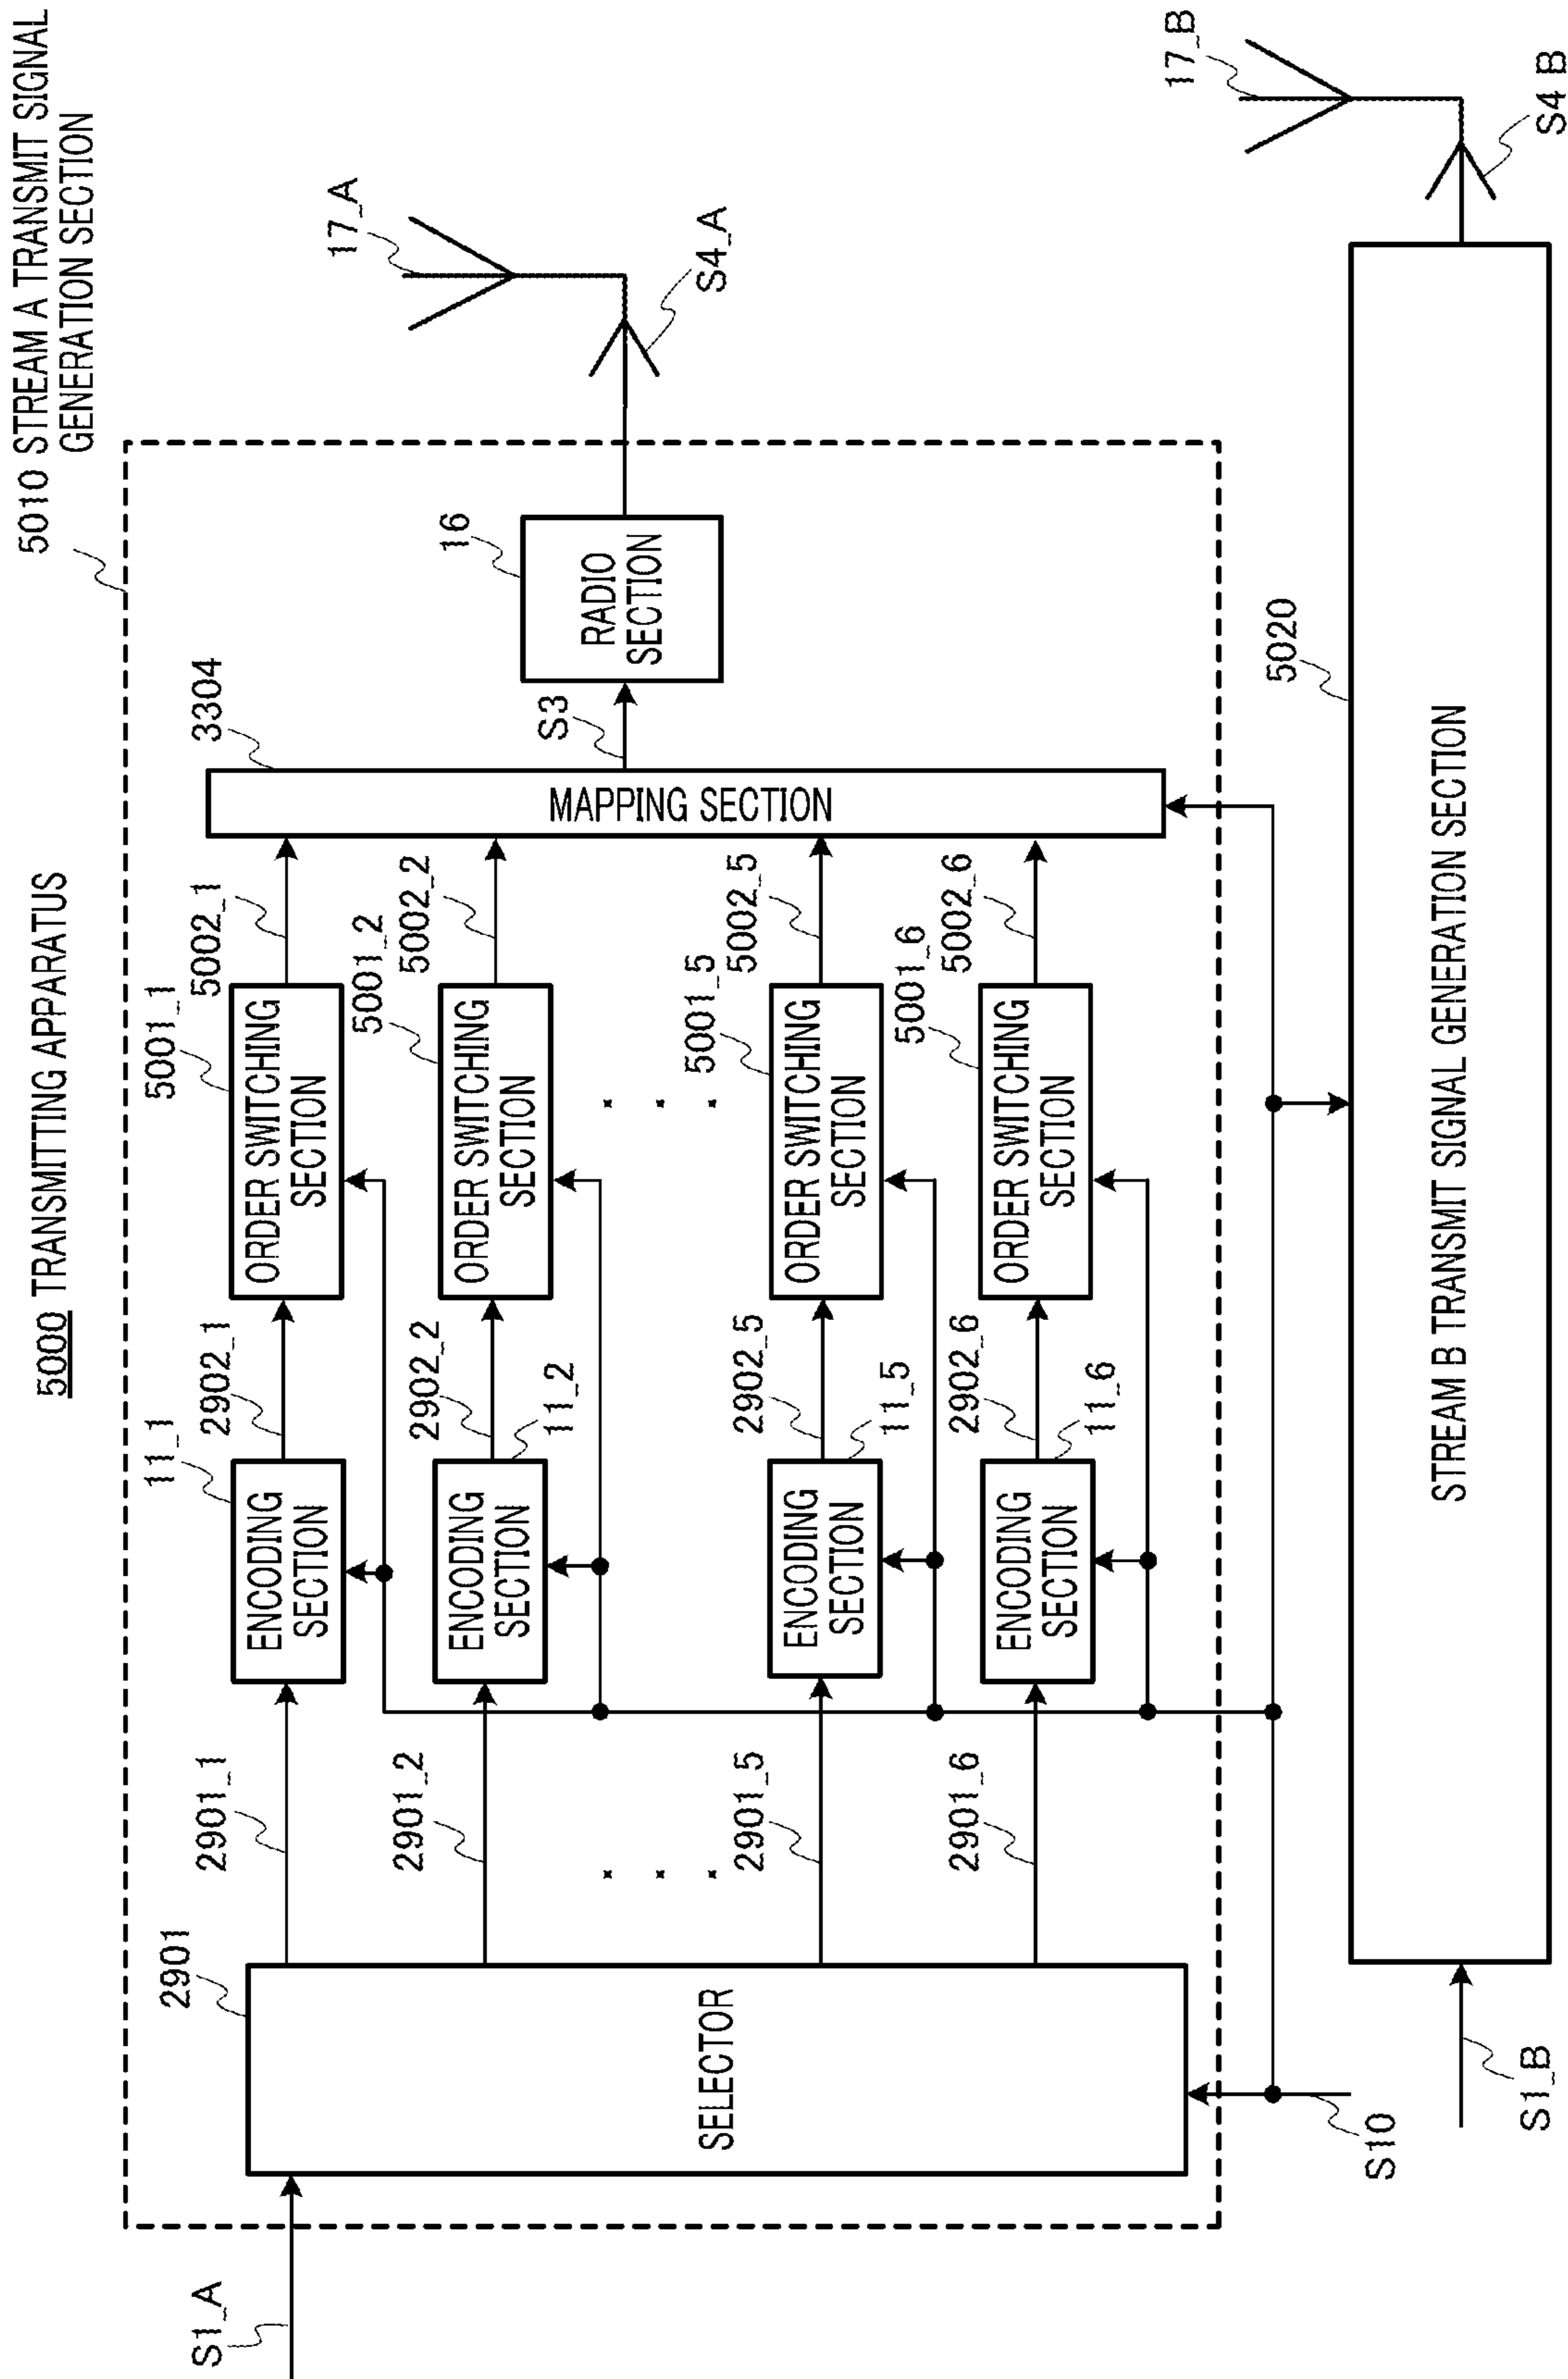 5000 TRANSMITTING APPARATUS
5010 STREAM A TRANSMIT SIGNAL
GENERATION SECTION
S1_A
2901
SELECTOR
2901_1
11_1
ENCODING
SECTION
2902_1
5001_1
ORDER SWITCHING
SECTION
5002_1
2901_2
ENCODING
SECTION
11_2
2902_2
5001_2
ORDER SWITCHING
SECTION
5002_2
. . .
. . .
2901_5
ENCODING
SECTION
11_5
2902_5
5001_5
ORDER SWITCHING
SECTION
5002_5
2901_6
ENCODING
SECTION
11_6
2902_6
5001_6
ORDER SWITCHING
SECTION
5002_6
3304
MAPPING SECTION
S3
16
RADIO
SECTION
17_A
S4_A
S10
S1_B
5020
STREAM B TRANSMIT SIGNAL GENERATION SECTION
17_B
S4_B